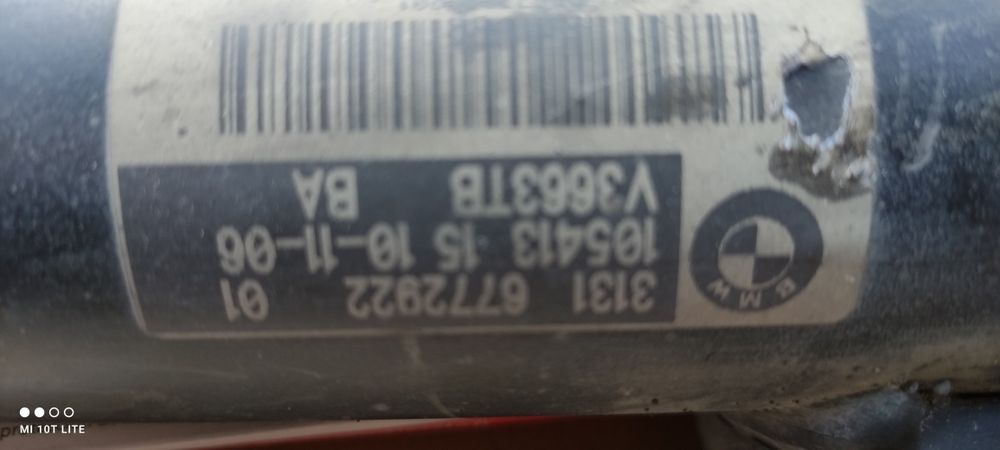 BMW
3131 6772922 01
105413 15 10-11-06
V3663TB BA
MI 10T LITE